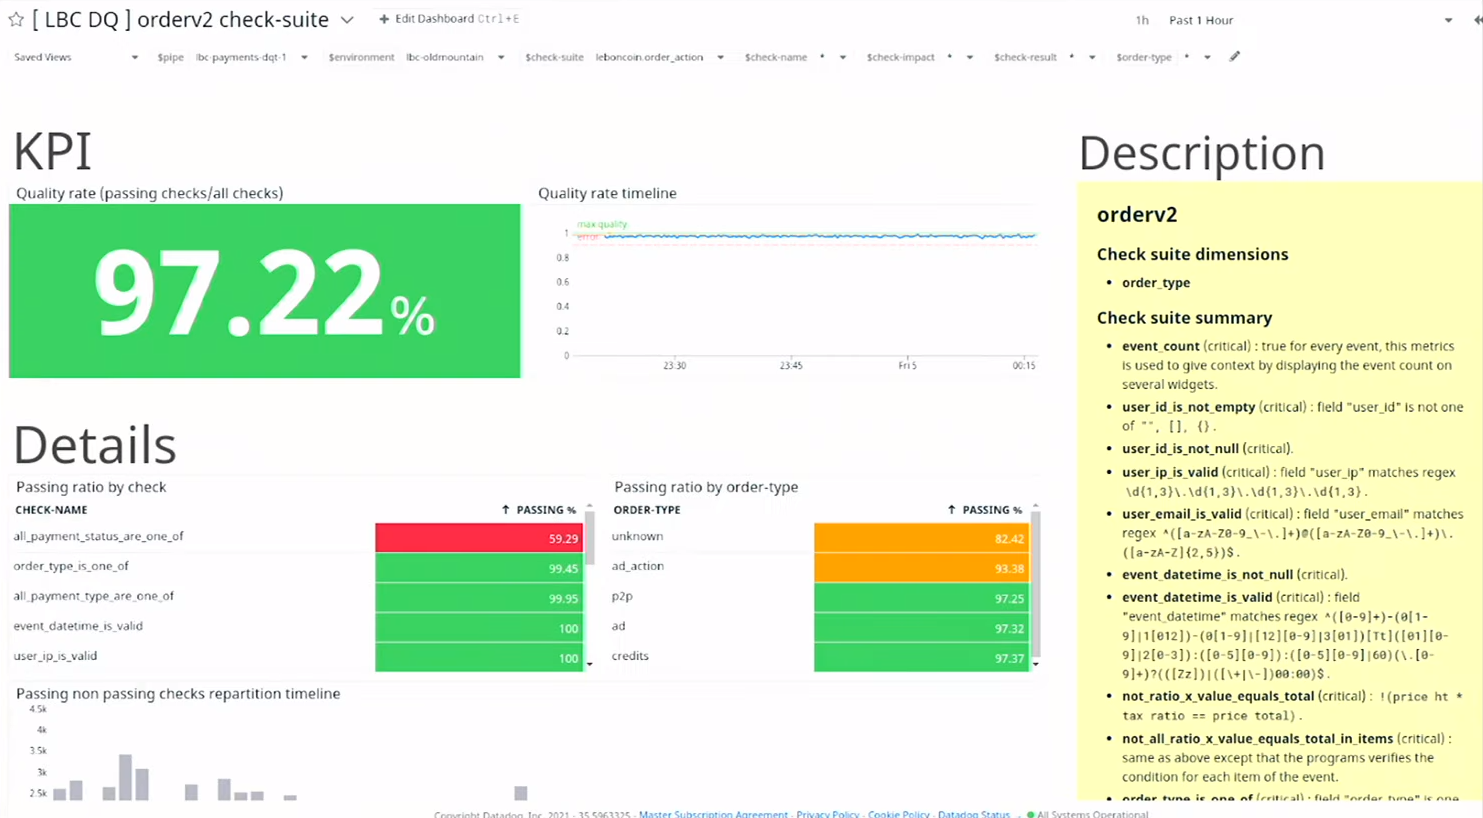 [ LBC DQ ] orderv2 check-suite
Edit Dashboard Ctrl+E
1h Past 1 Hour
Saved Views
$pipe lbc-payments-dqt-1
$environment lbc-oldmountain
$check-suite leboncoin.order_action
$check-name *
$check-impact *
$check-result *
$order-type *
KPI
Quality rate (passing checks/all checks)
97.22%
Quality rate timeline
max quality
error
1
0.8
0.6
0.4
0.2
0
23:30 23:45 Fri 5 00:15
Details
Passing ratio by check
CHECK-NAME ↑ PASSING %
all_payment_status_are_one_of 59.29
order_type_is_one_of 99.45
all_payment_type_are_one_of 99.95
event_datetime_is_valid 100
user_ip_is_valid 100
Passing ratio by order-type
ORDER-TYPE ↑ PASSING %
unknown 82.42
ad_action 93.38
p2p 97.25
ad 97.32
credits 97.37
Passing non passing checks repartition timeline
4.5k
4k
3.5k
3k
2.5k
Description
orderv2
Check suite dimensions
• order_type
Check suite summary
• event_count (critical) : true for every event, this metrics
is used to give context by displaying the event count on
several widgets.
• user_id_is_not_empty (critical) : field "user_id" is not one
of "", [], {}.
• user_id_is_not_null (critical).
• user_ip_is_valid (critical) : field "user_ip" matches regex
\d{1,3}\.\d{1,3}\.\d{1,3}\.\d{1,3}.
• user_email_is_valid (critical) : field "user_email" matches
regex ^([a-zA-Z0-9_\-\.]+)@([a-zA-Z0-9_\-\.]+)\.
([a-zA-Z]{2,5})$.
• event_datetime_is_not_null (critical).
• event_datetime_is_valid (critical) : field
"event_datetime" matches regex ^([0-9]+)-(0[1-
9]|1[012])-(0[1-9]|[12][0-9]|3[01])[Tt]([01][0-
9]|2[0-3]):([0-5][0-9]):([0-5][0-9]|60)(\.[0-
9]+)?(([Zz])|([\+|\-])00:00)$.
• not_ratio_x_value_equals_total (critical) : !(price ht *
tax ratio == price total).
• not_all_ratio_x_value_equals_total_in_items (critical) :
same as above except that the programs verifies the
condition for each item of the event.
• order_type_is_one_of (critical) : field "order_type" is one
Copyright Datadog, Inc. 2021 - 35.5963325 - Master Subscription Agreement - Privacy Policy - Cookie Policy - Datadog Status → All Systems Operational